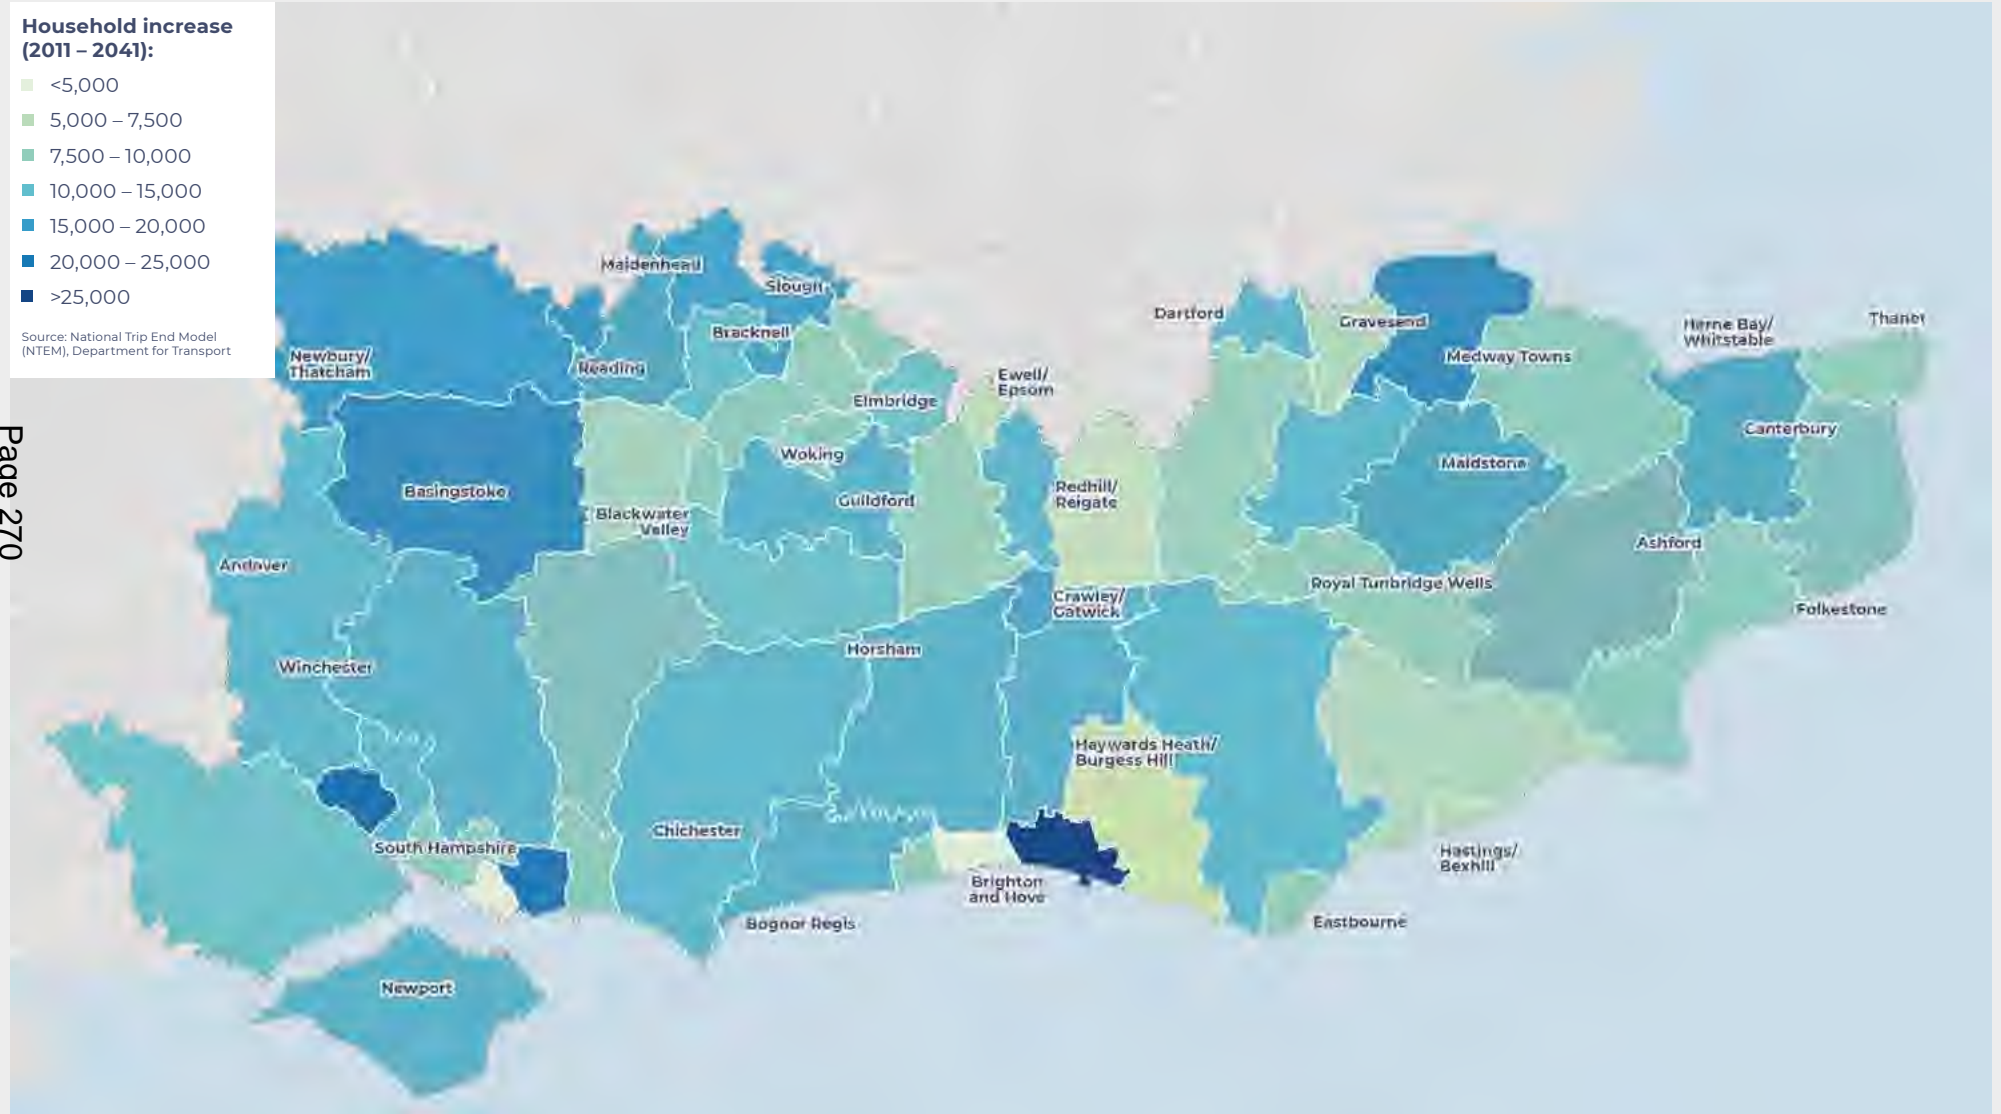 Household increase
(2011 – 2041):
<5,000
5,000 – 7,500
7,500 – 10,000
10,000 – 15,000
15,000 – 20,000
20,000 – 25,000
>25,000
Source: National Trip End Model
(NTEM), Department for Transport
Page 270
Maidenhead
Slough
Dartford
Gravesend
Herne Bay/
Whitstable
Thanet
Bracknell
Newbury/
Thatcham
Reading
Medway Towns
Ewell/
Epsom
Elmbridge
Canterbury
Woking
Maidstone
Basingstoke
Guildford
Redhill/
Reigate
Blackwater
Valley
Ashford
Andover
Royal Tunbridge Wells
Crawley/
Gatwick
Folkestone
Horsham
Winchester
Haywards Heath/
Burgess Hill
Chichester
South Hampshire
Hastings/
Bexhill
Brighton
and Hove
Bognor Regis
Eastbourne
Newport